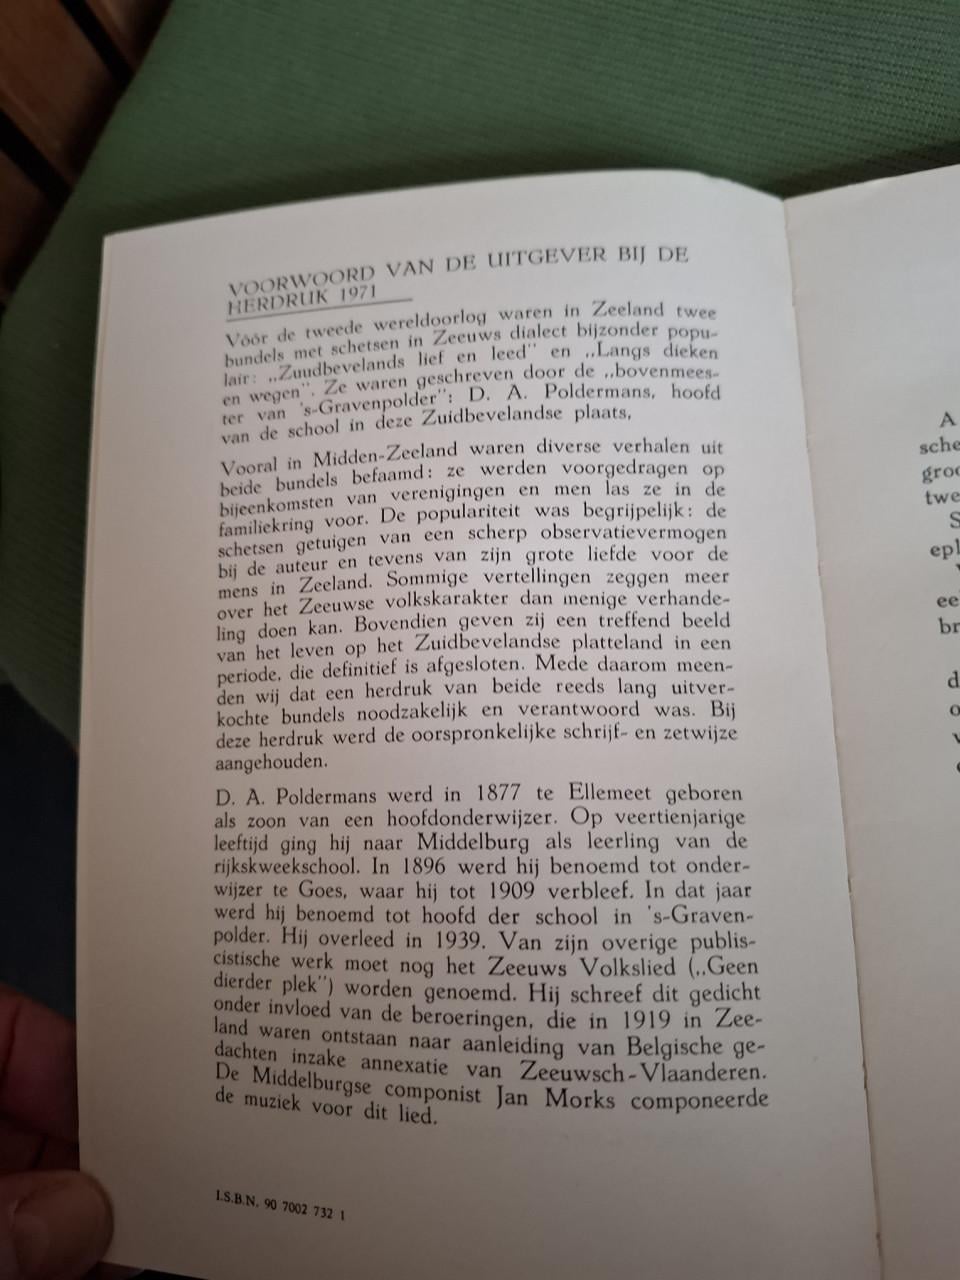 VOORWOORD VAN DE UITGEVER BIJ DE
HERDRUK 1971
Vóór de tweede wereldoorlog waren in Zeeland twee
bundels met schetsen in Zeeuws dialect bijzonder popu-
lair: „Zuudbevelands lief en leed" en „Langs dieken
en wegen". Ze waren geschreven door de „bovenmees-
ter van 's-Gravenpolder": D. A. Poldermans, hoofd
van de school in deze Zuidbevelandse plaats,
Vooral in Midden-Zeeland waren diverse verhalen uit
beide bundels befaamd: ze werden voorgedragen op
bijeenkomsten van verenigingen en men las ze in de
familiekring voor. De populariteit was begrijpelijk: de
schetsen getuigen van een scherp observatievermogen
bij de auteur en tevens van zijn grote liefde voor de
mens in Zeeland. Sommige vertellingen zeggen meer
over het Zeeuwse volkskarakter dan menige verhande-
ling doen kan. Bovendien geven zij een treffend beeld
van het leven op het Zuidbevelandse platteland in een
periode, die definitief is afgesloten. Mede daarom meen-
den wij dat een herdruk van beide reeds lang uitver-
kochte bundels noodzakelijk en verantwoord was. Bij
deze herdruk werd de oorspronkelijke schrijf- en zetwijze
aangehouden.
D. A. Poldermans werd in 1877 te Ellemeet geboren
als zoon van een hoofdonderwijzer. Op veertienjarige
leeftijd ging hij naar Middelburg als leerling van de
rijkskweekschool. In 1896 werd hij benoemd tot onder-
wijzer te Goes, waar hij tot 1909 verbleef. In dat jaar
werd hij benoemd tot hoofd der school in 's-Graven-
polder. Hij overleed in 1939. Van zijn overige publis-
cistische werk moet nog het Zeeuws Volkslied („Geen
dierder plek") worden genoemd. Hij schreef dit gedicht
onder invloed van de beroeringen, die in 1919 in Zee-
land waren ontstaan naar aanleiding van Belgische ge-
dachten inzake annexatie van Zeeuwsch-Vlaanderen.
De Middelburgse componist Jan Morks componeerde
de muziek voor dit lied.
I.S.B.N. 90 7002 732 1
A
sche
groo
twe
S
epl
ee
br
d
o
v